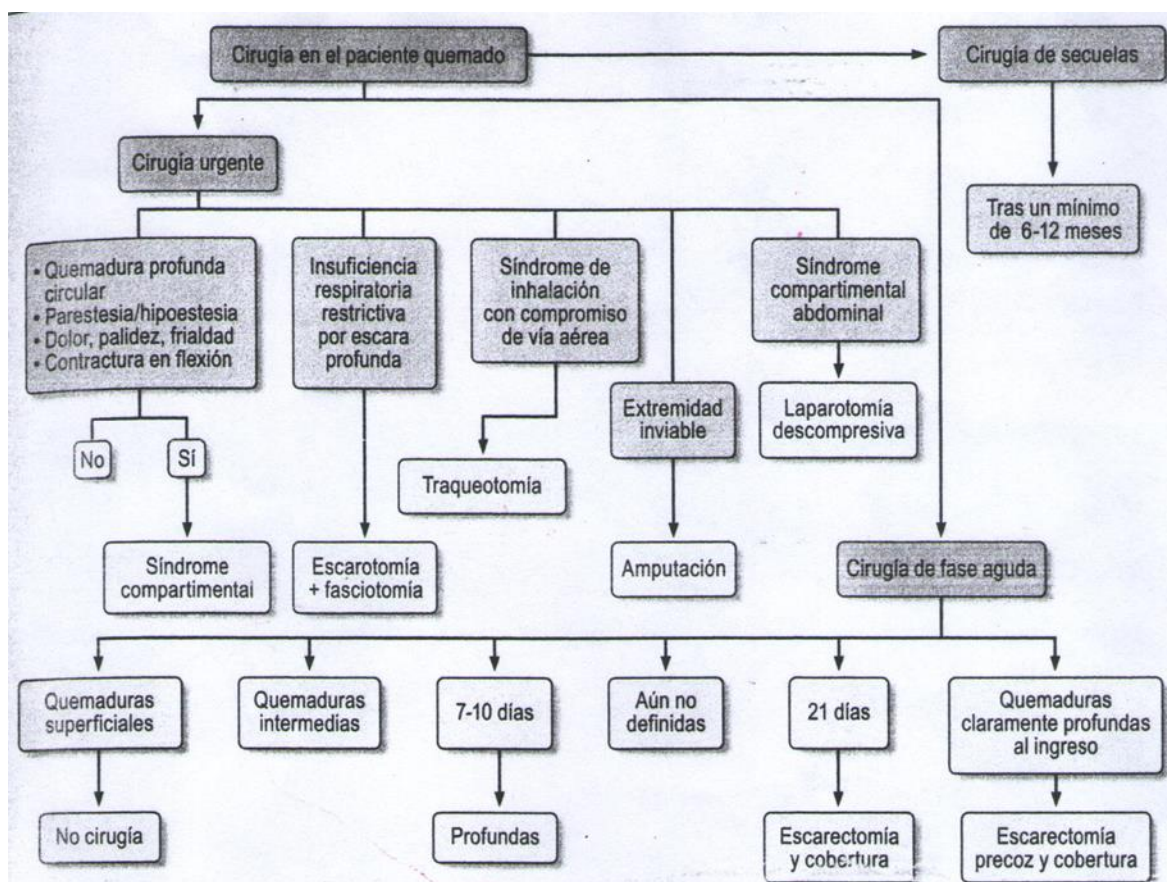 Cirugía en el paciente quemado
Cirugía de secuelas
Cirugía urgente
Tras un mínimo
de 6-12 meses
• Quemadura profunda
circular
• Parestesia/hipoestesia
• Dolor, palidez, frialdad
• Contractura en flexión
Insuficiencia
respiratoria
restrictiva
por escara
profunda
Síndrome de
inhalación
con compromiso
de vía aérea
Síndrome
compartimental
abdominal
Extremidad
inviable
Laparotomía
descompresiva
No
Sí
Traqueotomía
Síndrome
compartimental
Escarotomía
+ fasciotomía
Amputación
Cirugía de fase aguda
Quemaduras
superficiales
Quemaduras
intermedias
7-10 días
Aún no
definidas
21 días
Quemaduras
claramente profundas
al ingreso
No cirugía
Profundas
Escarectomía
y cobertura
Escarectomía
precoz y cobertura